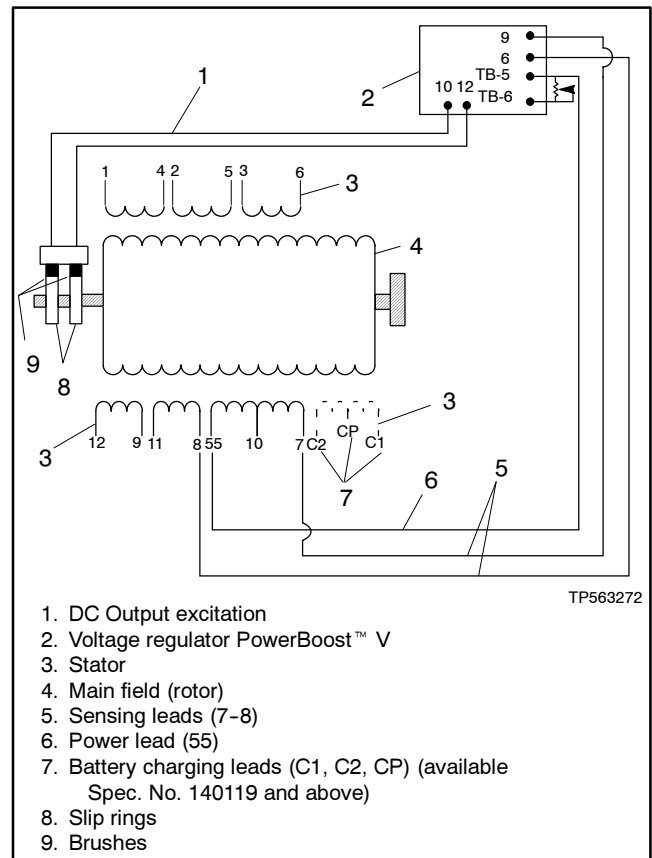 9
6
TB-5
10 12 TB-6
1
2
1 4 2 5 3 6
3
4
9
8
3
12 9 11 8 55 10 7 C2 CP C1
3
7
6
5
TP563272
1. DC Output excitation
2. Voltage regulator PowerBoost™ V
3. Stator
4. Main field (rotor)
5. Sensing leads (7-8)
6. Power lead (55)
7. Battery charging leads (C1, C2, CP) (available
Spec. No. 140119 and above)
8. Slip rings
9. Brushes